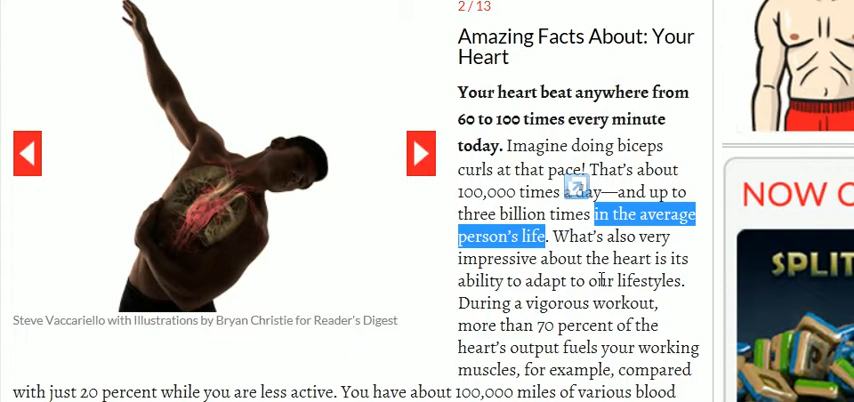 2 / 13
Amazing Facts About: Your
Heart
Your heart beat anywhere from
60 to 100 times every minute
today. Imagine doing biceps
curls at that pace! That's about
100,000 times a day—and up to
three billion times in the average
person's life. What's also very
impressive about the heart is its
ability to adapt to our lifestyles.
During a vigorous workout,
more than 70 percent of the
heart's output fuels your working
muscles, for example, compared
with just 20 percent while you are less active. You have about 100,000 miles of various blood
Steve Vaccariello with Illustrations by Bryan Christie for Reader's Digest
NOW
SPLIT